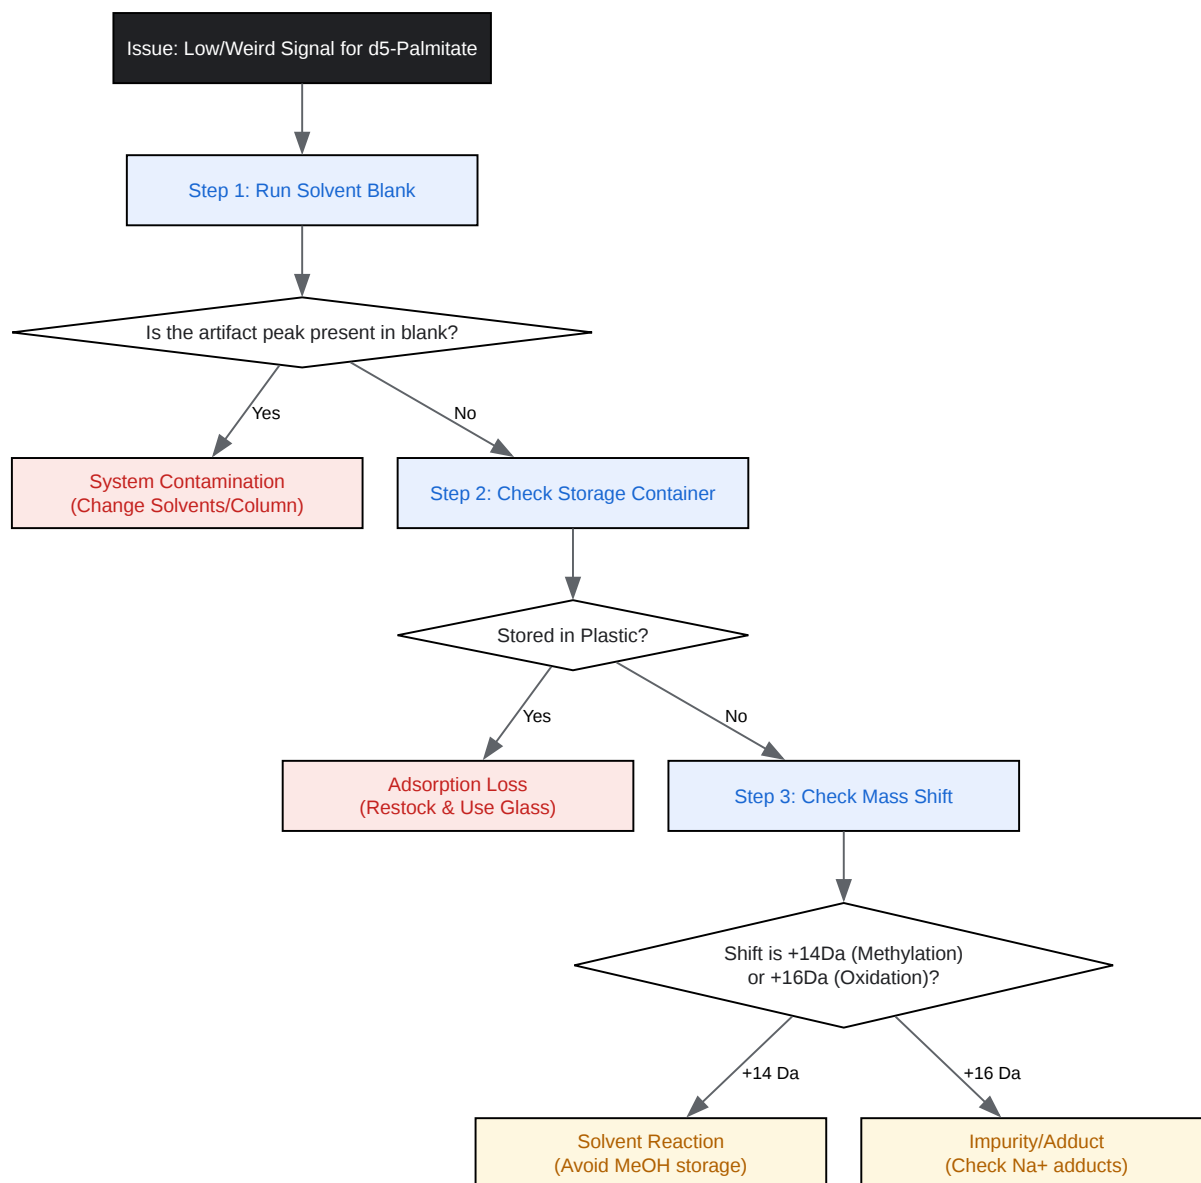 Issue: Low/Weird Signal for d5-Palmitate
Step 1: Run Solvent Blank
Is the artifact peak present in blank?
Yes
No
System Contamination
(Change Solvents/Column)
Step 2: Check Storage Container
Stored in Plastic?
Yes
No
Adsorption Loss
(Restock & Use Glass)
Step 3: Check Mass Shift
Shift is +14Da (Methylation)
or +16Da (Oxidation)?
+14 Da
+16 Da
Solvent Reaction
(Avoid MeOH storage)
Impurity/Adduct
(Check Na+ adducts)